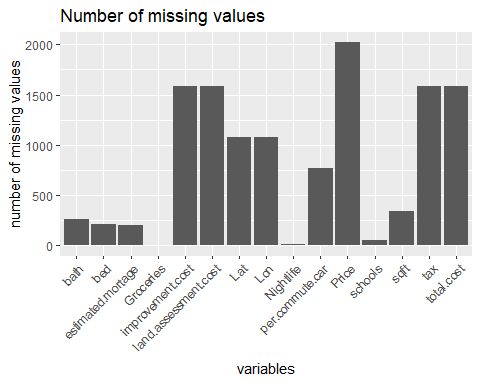 Number of missing values
number of missing values
2000
1500
1000
500
0
bath
bed
estimated.mortage
Groceries
improvement.cost
land.assessment.cost
Lat
Lon
Nightlife
per.commute.car
Price
schools
sqft
tax
total.cost
variables